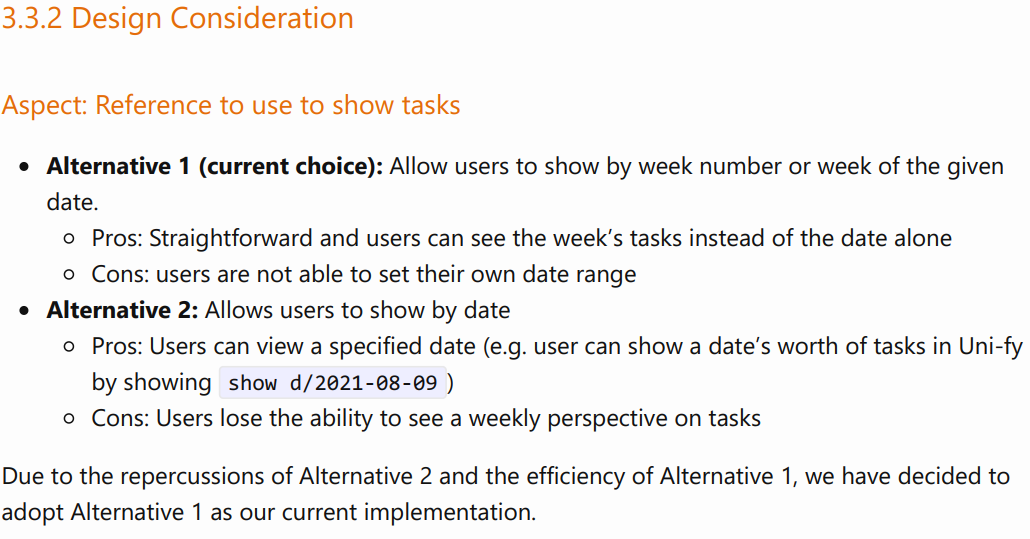 3.3.2 Design Consideration
Aspect: Reference to use to show tasks
Alternative 1 (current choice): Allow users to show by week number or week of the given
date.
Pros: Straightforward and users can see the week’s tasks instead of the date alone
Cons: users are not able to set their own date range
Alternative 2: Allows users to show by date
Pros: Users can view a specified date (e.g. user can show a date’s worth of tasks in Uni-fy
by showing show d/2021-08-09 )
Cons: Users lose the ability to see a weekly perspective on tasks
Due to the repercussions of Alternative 2 and the efficiency of Alternative 1, we have decided to
adopt Alternative 1 as our current implementation.